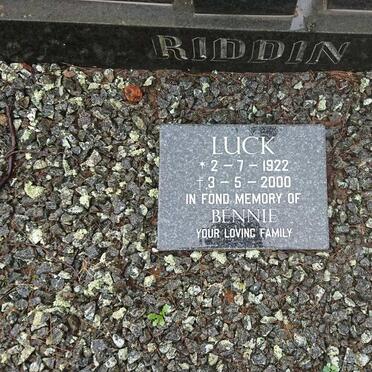 RIDDIN
LUCK
* 2 - 7 - 1922
† 3 - 5 - 2000
IN FOND MEMORY OF
BENNIE
YOUR LOVING FAMILY